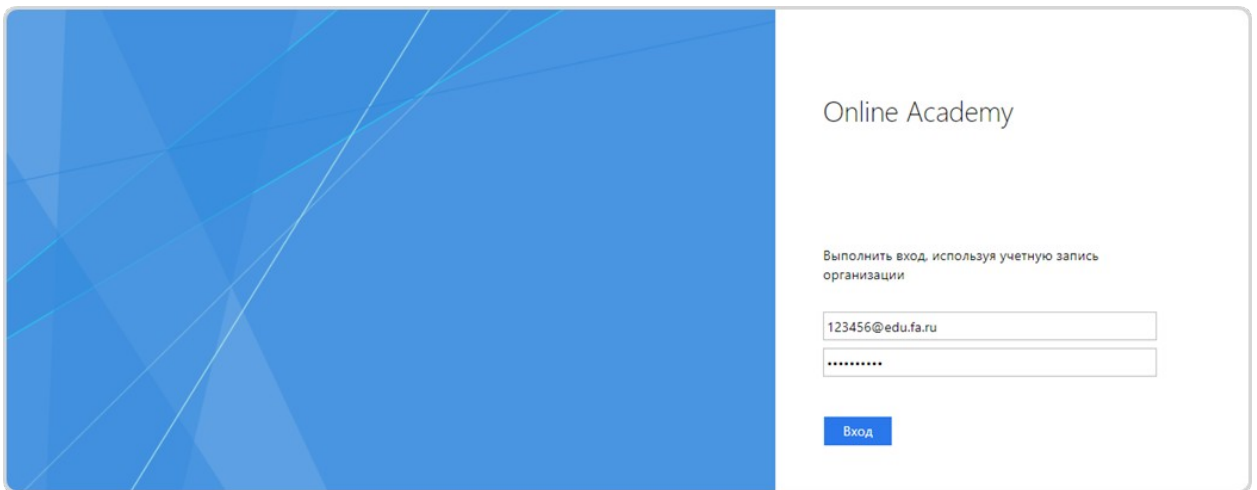 Online Academy
Выполнить вход, используя учетную запись
организации
123456@edu.fa.ru
••••••••••
Вход